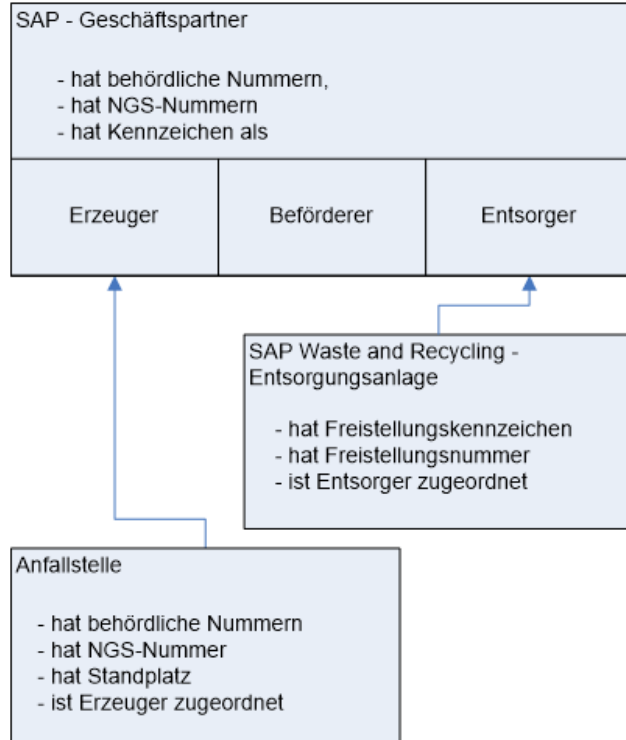 SAP - Geschäftspartner
- hat behördliche Nummern,
- hat NGS-Nummern
- hat Kennzeichen als
Erzeuger
Beförderer
Entsorger
SAP Waste and Recycling -
Entsorgungsanlage
- hat Freistellungskennzeichen
- hat Freistellungsnummer
- ist Entsorger zugeordnet
Anfallstelle
- hat behördliche Nummern
- hat NGS-Nummer
- hat Standplatz
- ist Erzeuger zugeordnet